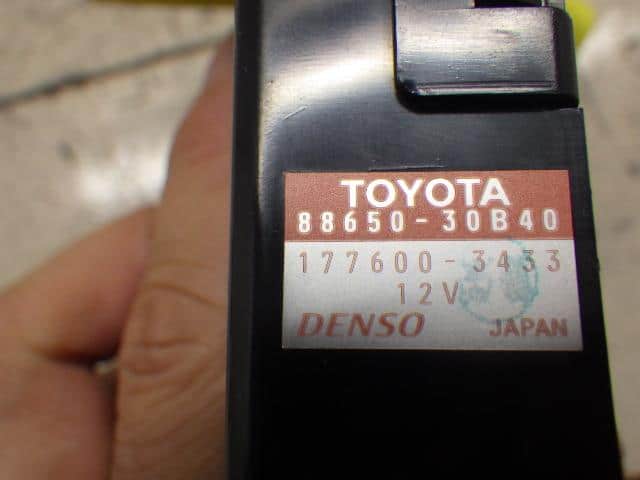 TOYOTA
88650-30B40
177600-3433
12V
DENSO JAPAN